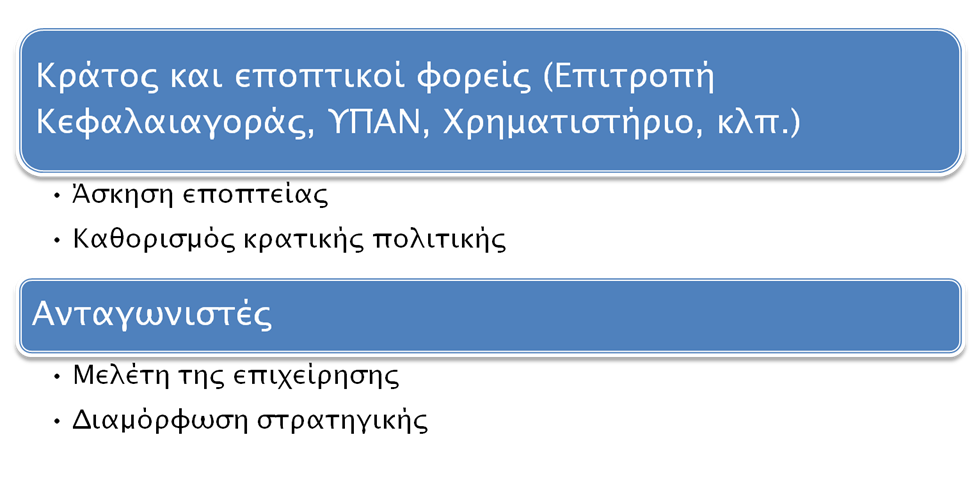 Κράτος και εποπτικοί φορείς (Επιτροπή
Κεφαλαιαγοράς, ΥΠΑΝ, Χρηματιστήριο, κλπ.)
• Άσκηση εποπτείας
• Καθορισμός κρατικής πολιτικής
Ανταγωνιστές
• Μελέτη της επιχείρησης
• Διαμόρφωση στρατηγικής